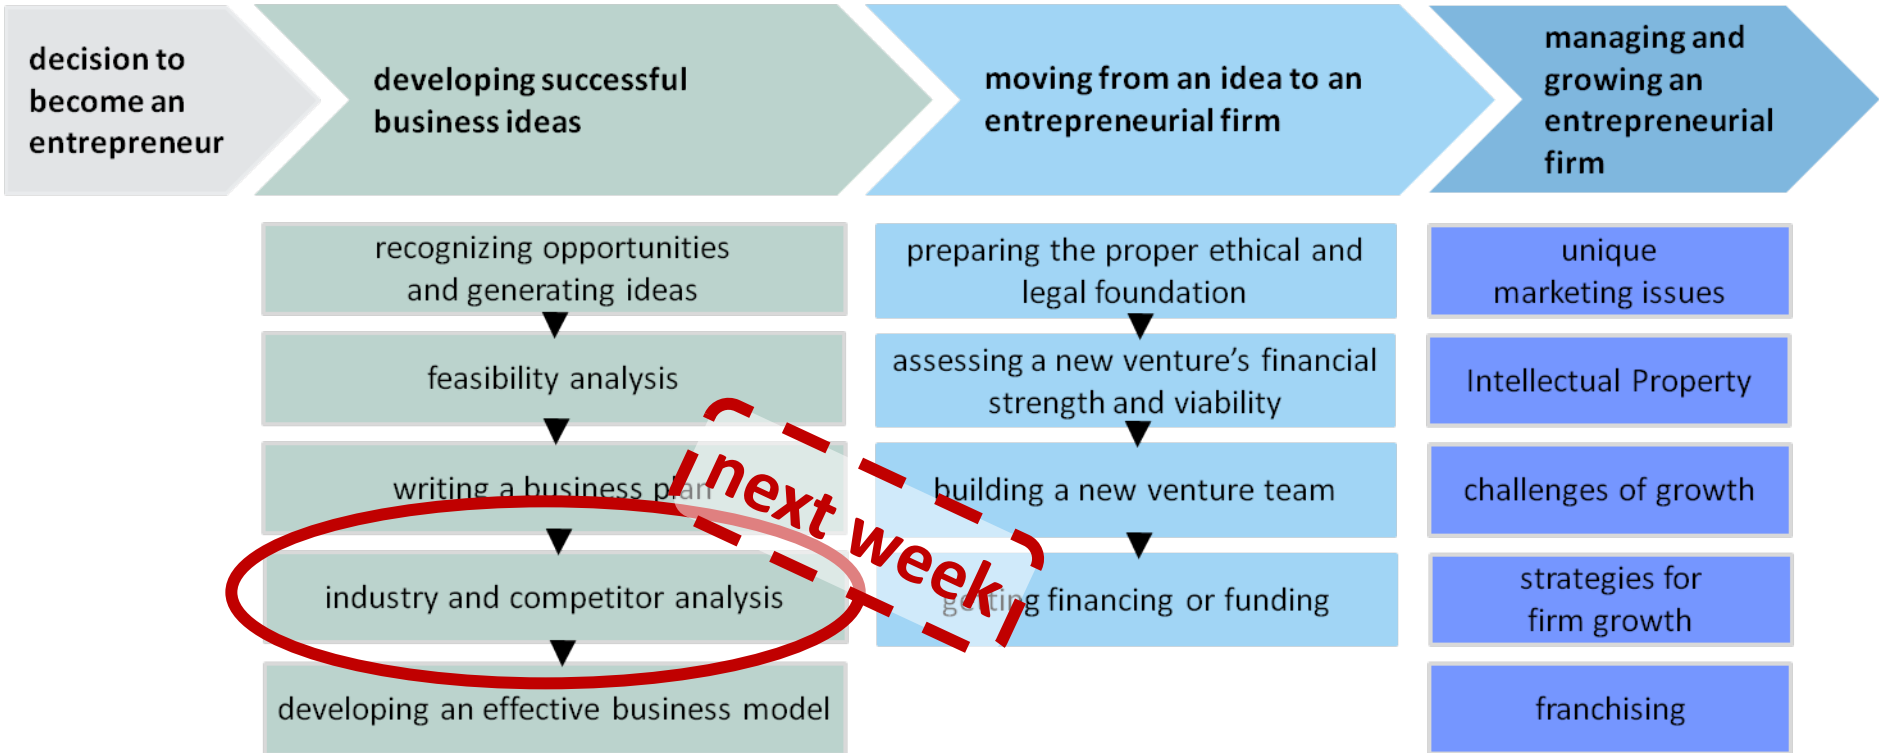 decision to
become an
entrepreneur
developing successful
business ideas
moving from an idea to an
entrepreneurial firm
managing and
growing an
entrepreneurial
firm
recognizing opportunities
and generating ideas
feasibility analysis
writing a business plan
industry and competitor analysis
developing an effective business model
next week
preparing the proper ethical and
legal foundation
assessing a new venture's financial
strength and viability
building a new venture team
getting financing or funding
unique
marketing issues
Intellectual Property
challenges of growth
strategies for
firm growth
franchising